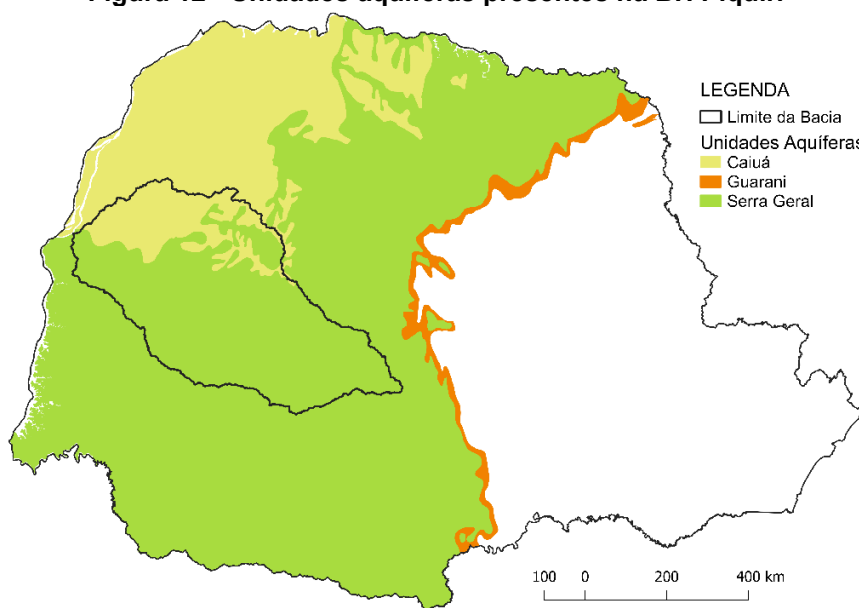 LEGENDA
Limite da Bacia
Unidades Aquíferas
Caiuá
Guarani
Serra Geral
100 0 200 400 km